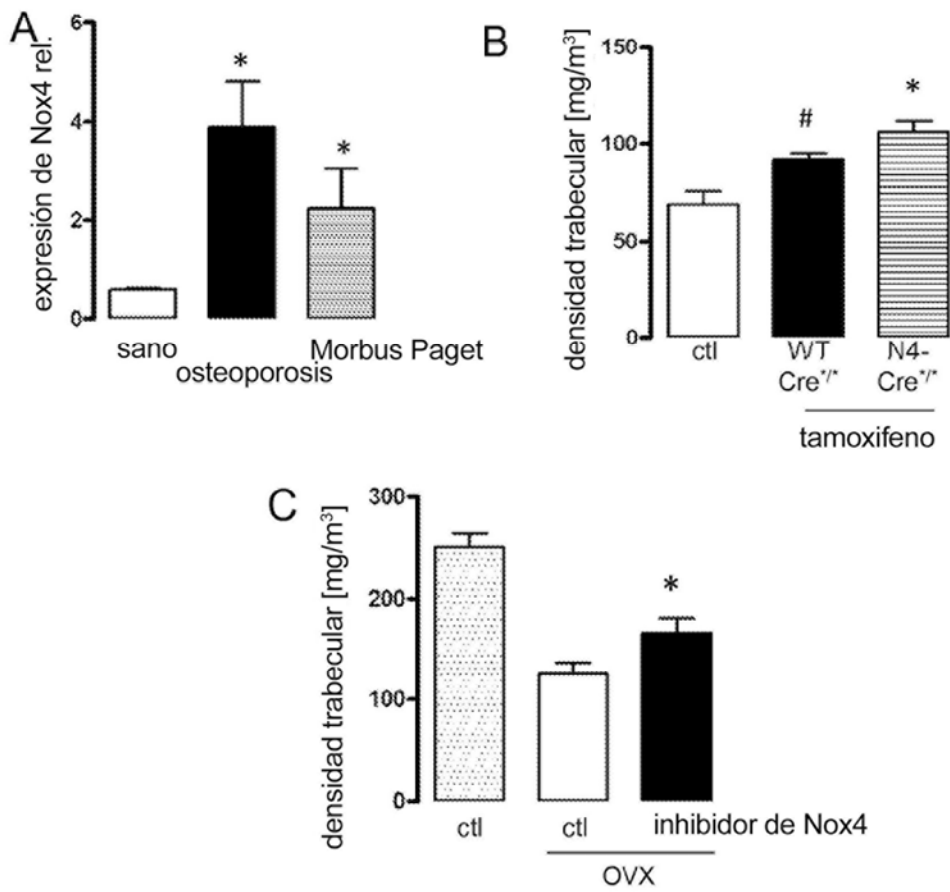 A
expresión de Nox4 rel.
6
4
2
0
*
*
sano
osteoporosis
Morbus Paget
B
densidad trabecular [mg/m³]
150
100
50
0
#
*
ctl
WT
Cre*/*
N4-
Cre*/*
tamoxifeno
C
densidad trabecular [mg/m³]
300
200
100
0
*
ctl
ctl
inhibidor de Nox4
OVX